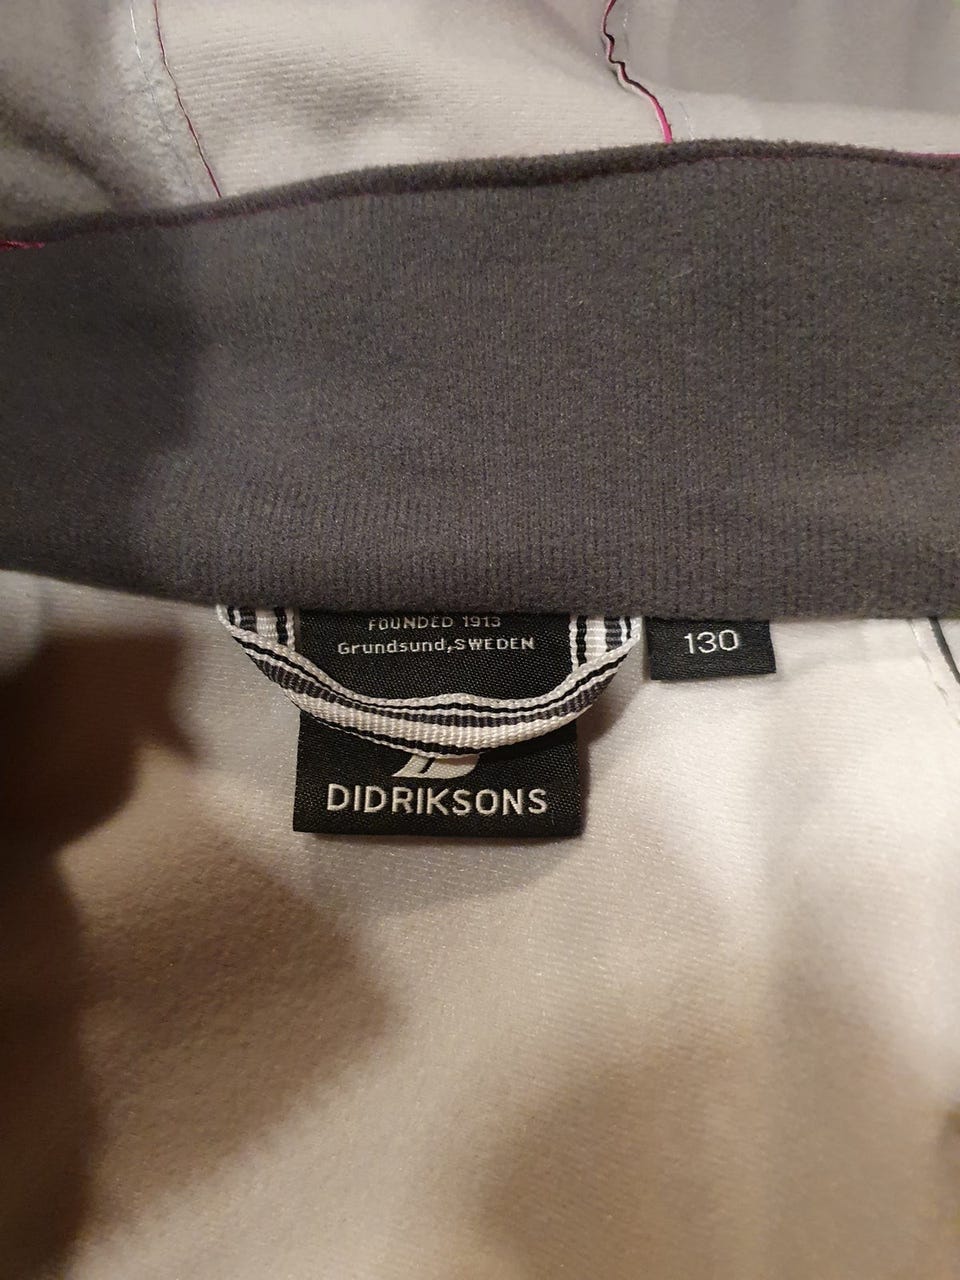 FOUNDED 1913
Grundsund,SWEDEN
DIDRIKSONS
130